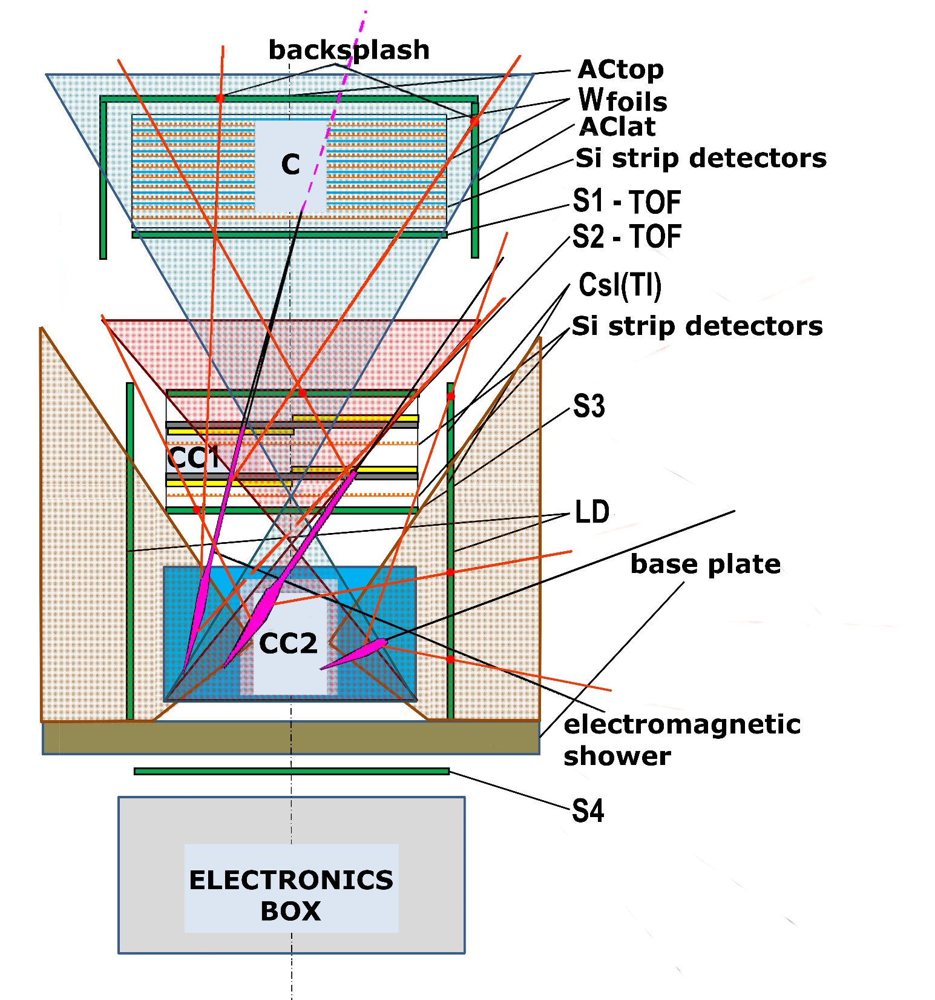 backsplash
ACtop
Wfoils
AClat
C
Si strip detectors
S1 - TOF
S2 - TOF
CsI(Tl)
Si strip detectors
S3
CC1
LD
base plate
CC2
electromagnetic
shower
S4
ELECTRONICS
BOX